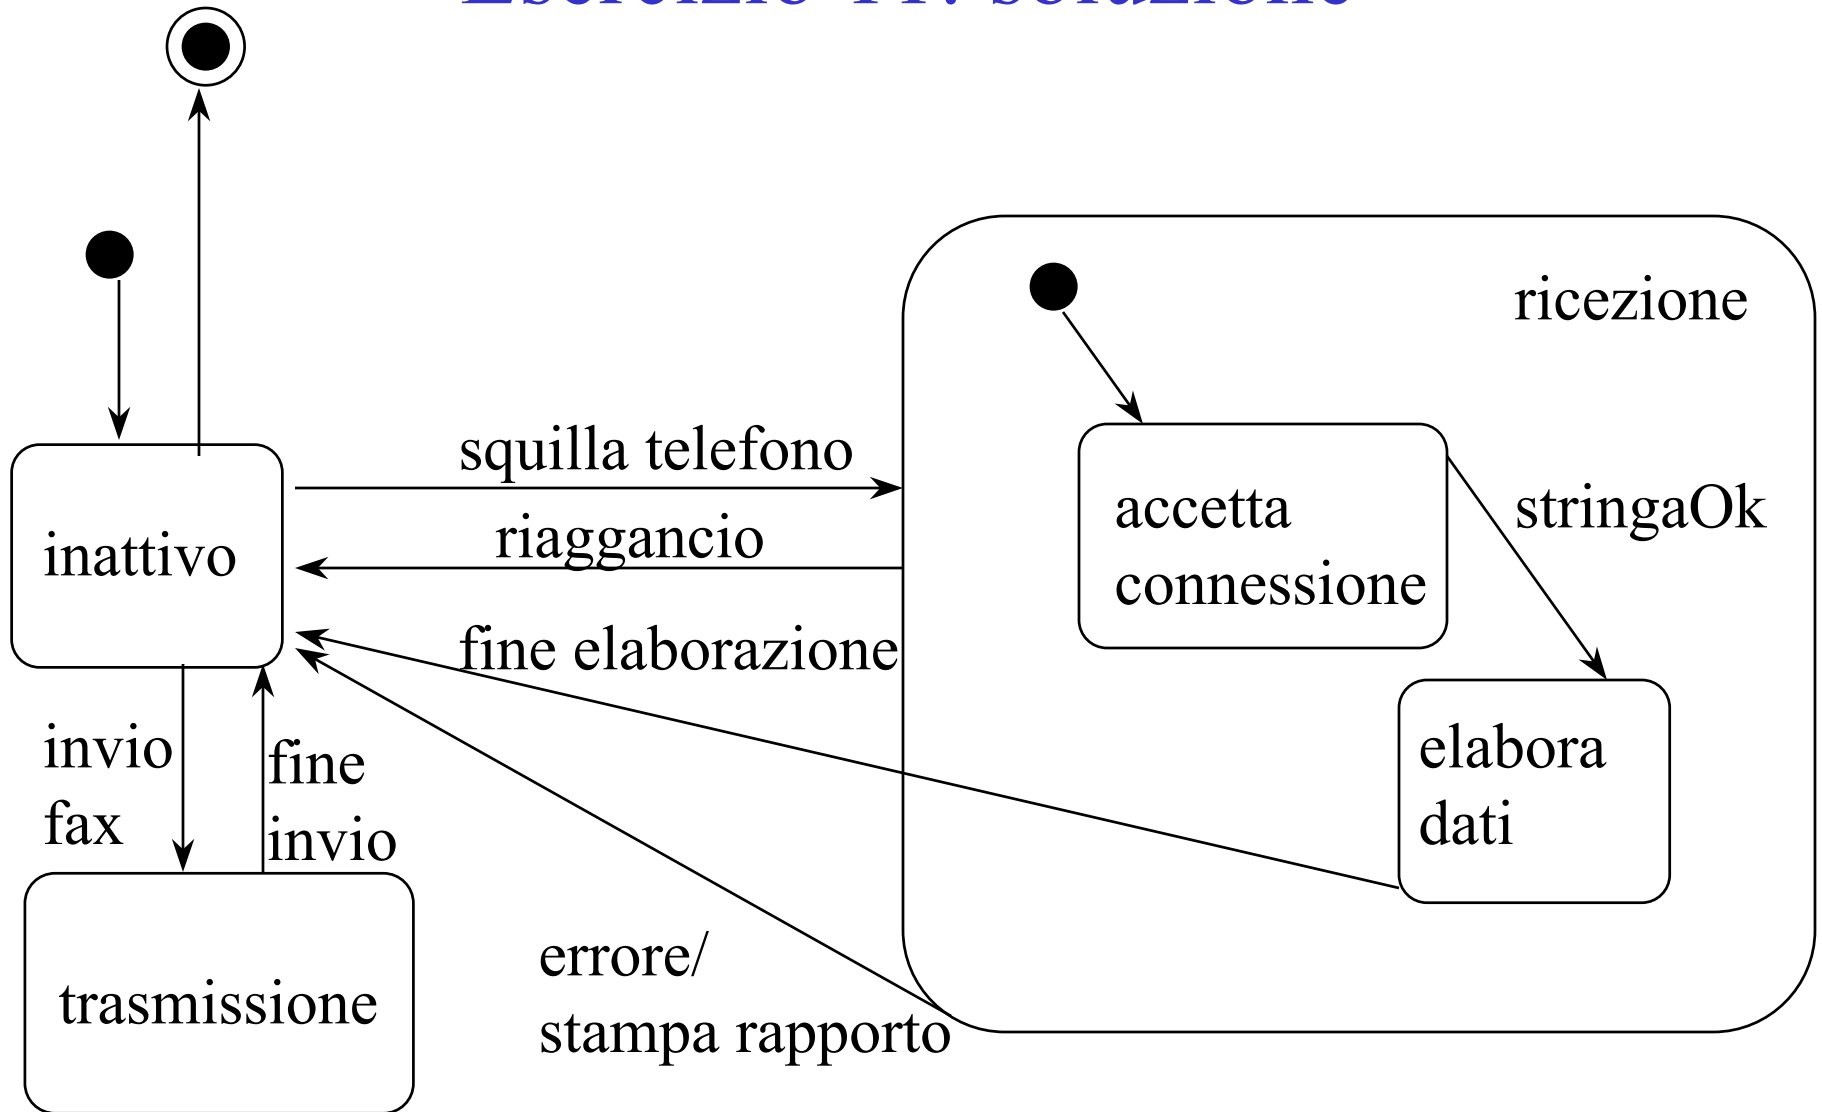 ricezione
squilla telefono
accetta
connessione
stringaOk
inattivo
riaggancio
fine elaborazione
invio
fax
fine
invio
elabora
dati
errore/
stampa rapporto
trasmissione